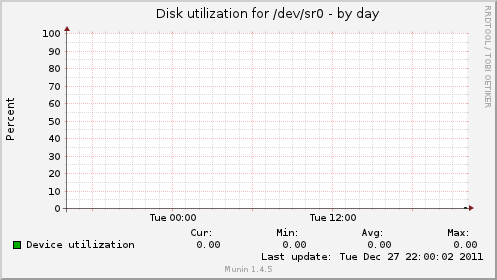 Disk utilization for /dev/sr0 - by day
RRDTOOL / TOBI OETIKER
Percent
100
90
80
70
60
50
40
30
20
10
0
Tue 00:00 Tue 12:00
Cur: Min: Avg: Max:
Device utilization 0.00 0.00 0.00 0.00
Last update: Tue Dec 27 22:00:02 2011
Munin 1.4.5